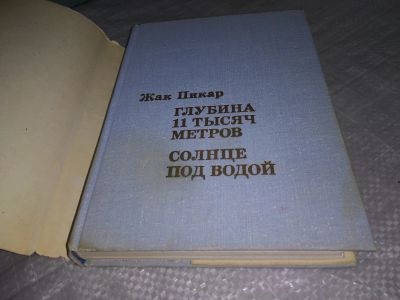 Жак Пикар
ГЛУБИНА
11 ТЫСЯЧ
МЕТРОВ
СОЛНЦЕ
ПОД ВОДОЙ